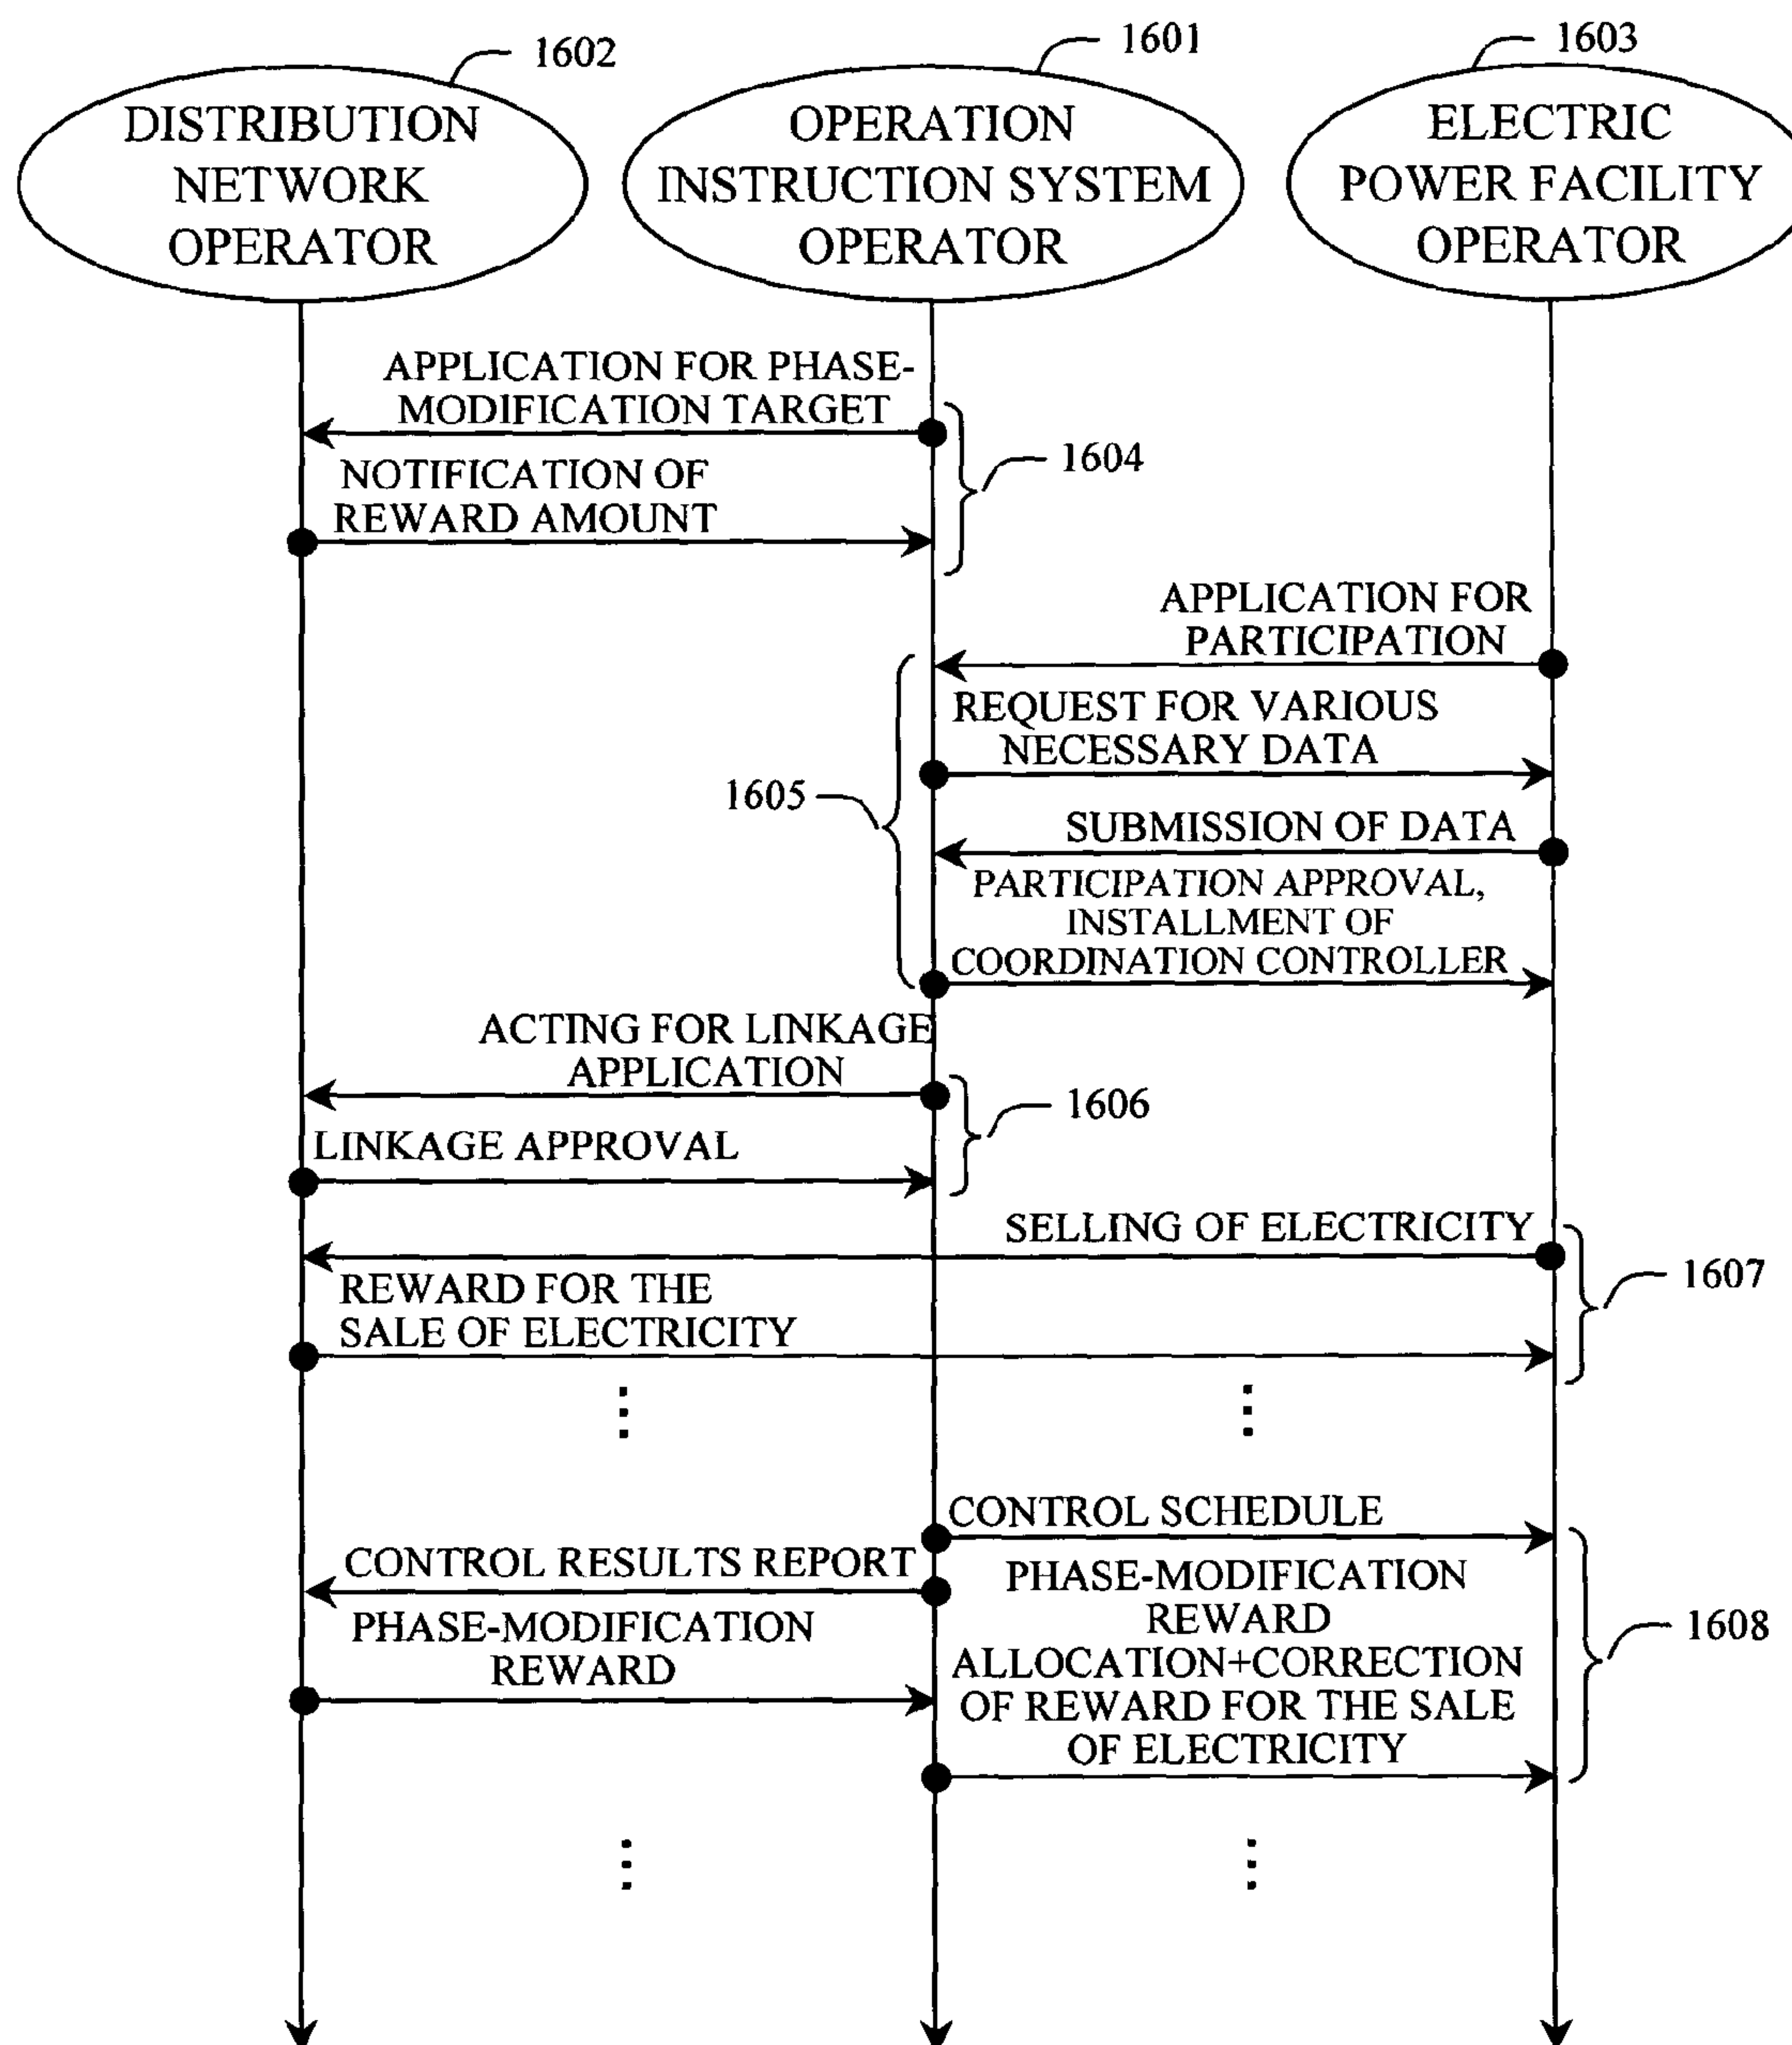 1602
1601
1603
DISTRIBUTION
NETWORK
OPERATOR
OPERATION
INSTRUCTION SYSTEM
OPERATOR
ELECTRIC
POWER FACILITY
OPERATOR
APPLICATION FOR PHASE-
MODIFICATION TARGET
1604
NOTIFICATION OF
REWARD AMOUNT
APPLICATION FOR
PARTICIPATION
REQUEST FOR VARIOUS
NECESSARY DATA
1605
SUBMISSION OF DATA
PARTICIPATION APPROVAL,
INSTALLMENT OF
COORDINATION CONTROLLER
ACTING FOR LINKAGE
APPLICATION
1606
LINKAGE APPROVAL
SELLING OF ELECTRICITY
1607
REWARD FOR THE
SALE OF ELECTRICITY
CONTROL SCHEDULE
CONTROL RESULTS REPORT
PHASE-MODIFICATION
REWARD
PHASE-MODIFICATION
REWARD
ALLOCATION+CORRECTION
OF REWARD FOR THE SALE
OF ELECTRICITY
1608